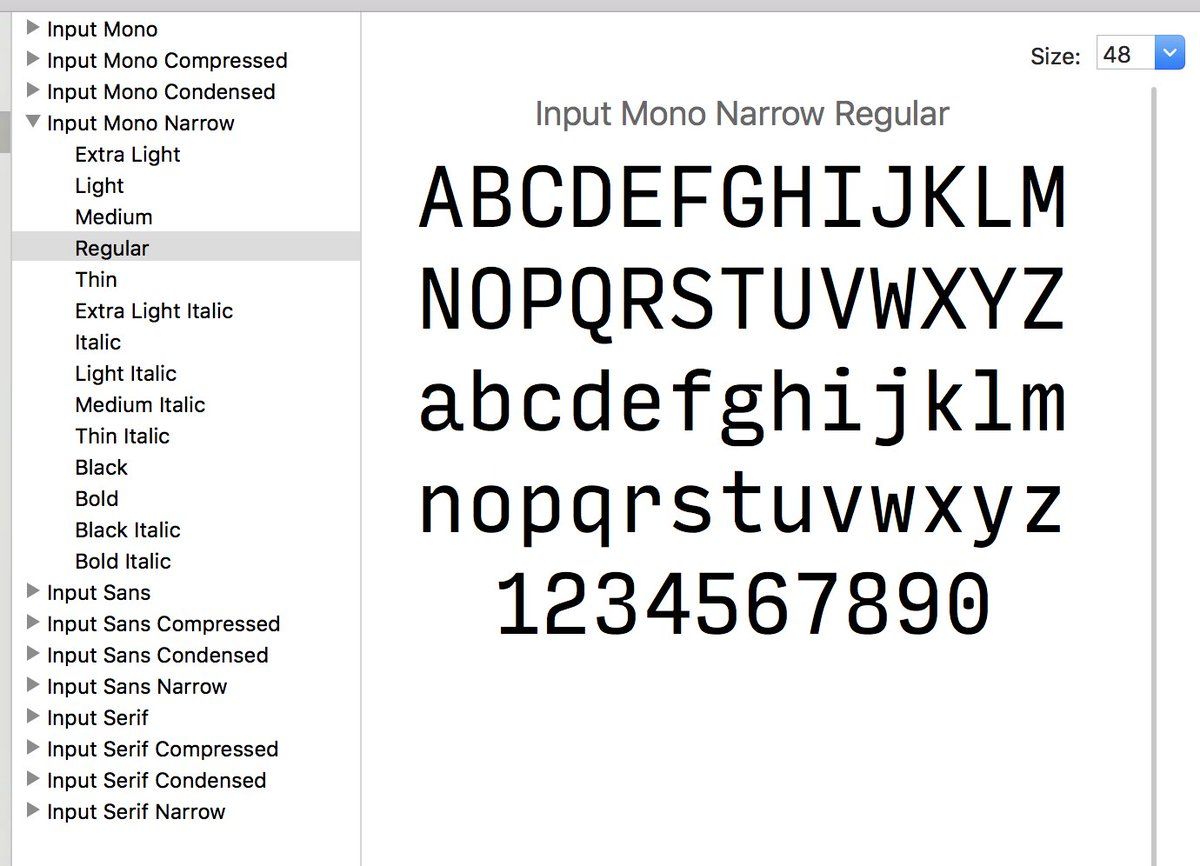 Input Mono
Input Mono Compressed
Input Mono Condensed
Input Mono Narrow
Extra Light
Light
Medium
Regular
Thin
Extra Light Italic
Italic
Light Italic
Medium Italic
Thin Italic
Black
Bold
Black Italic
Bold Italic
Input Sans
Input Sans Compressed
Input Sans Condensed
Input Sans Narrow
Input Serif
Input Serif Compressed
Input Serif Condensed
Input Serif Narrow
Size: 48
Input Mono Narrow Regular
ABCDEFGHIJKLM
NOPQRSTUVWXYZ
abcdefghijklm
nopqrstuvwxyz
1234567890